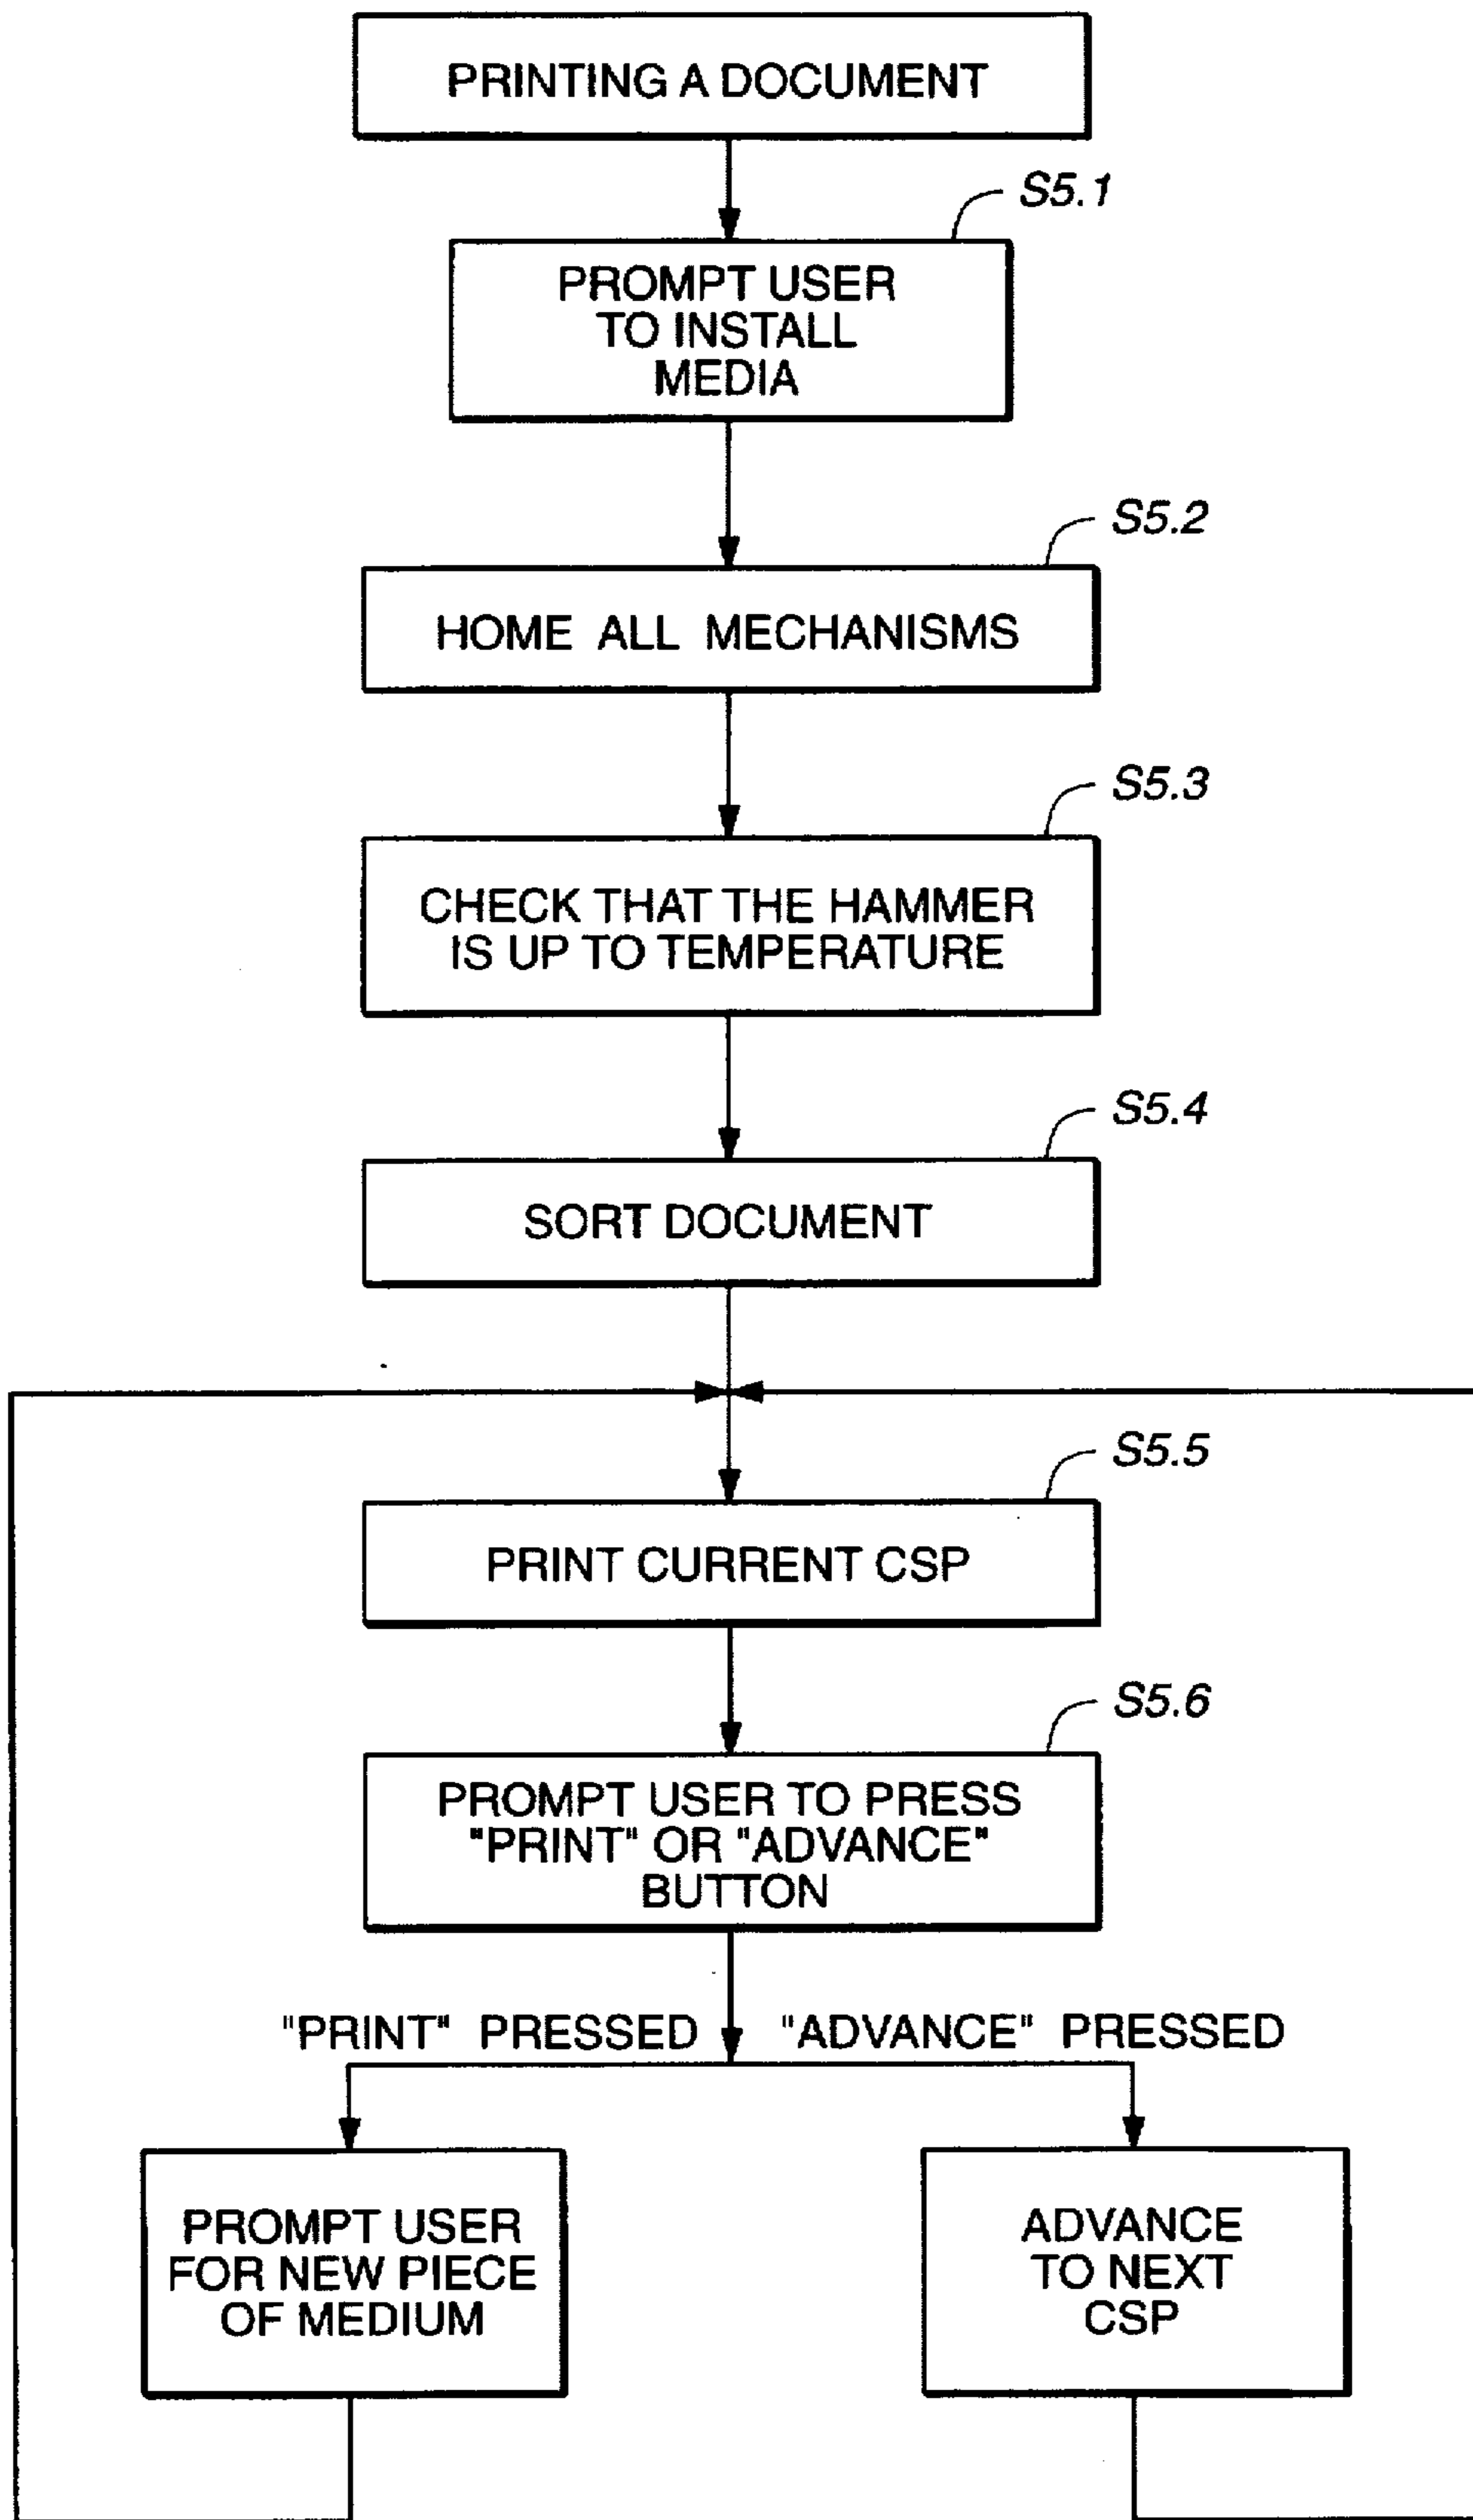 PRINTING A DOCUMENT
S5.1
PROMPT USER
TO INSTALL
MEDIA
S5.2
HOME ALL MECHANISMS
S5.3
CHECK THAT THE HAMMER
IS UP TO TEMPERATURE
S5.4
SORT DOCUMENT
S5.5
PRINT CURRENT CSP
S5.6
PROMPT USER TO PRESS
"PRINT" OR "ADVANCE"
BUTTON
"PRINT" PRESSED
"ADVANCE" PRESSED
PROMPT USER
FOR NEW PIECE
OF MEDIUM
ADVANCE
TO NEXT
CSP